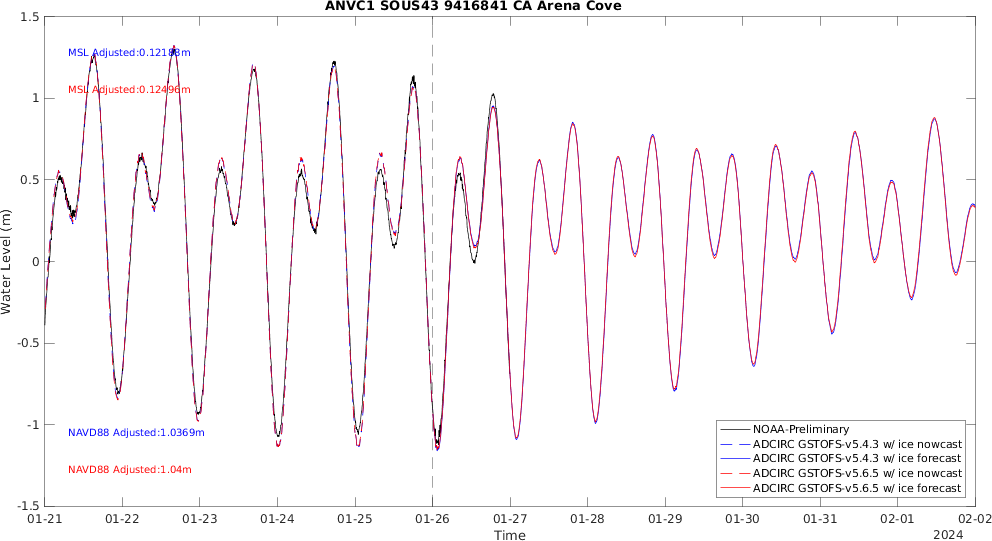 ANVC1 SOUS43 9416841 CA Arena Cove
1.5
1
0.5
0
-0.5
-1
-1.5
Water Level (m)
MSL Adjusted:0.12183m
MSL Adjusted:0.12496m
NAVD88 Adjusted:1.0369m
NAVD88 Adjusted:1.04m
NOAA-Preliminary
ADCIRC GSTOFS-v5.4.3 w/ ice nowcast
ADCIRC GSTOFS-v5.4.3 w/ ice forecast
ADCIRC GSTOFS-v5.6.5 w/ ice nowcast
ADCIRC GSTOFS-v5.6.5 w/ ice forecast
01-21 01-22 01-23 01-24 01-25 01-26 01-27 01-28 01-29 01-30 01-31 02-01 02-02
Time
2024